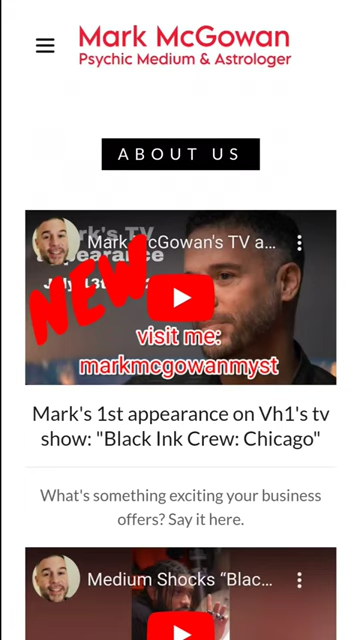 Mark McGowan
Psychic Medium & Astrologer
ABOUT US
Mark McGowan's TV a...
NEW
visit me:
markmcgowanmyst
Mark's 1st appearance on Vh1's tv
show: "Black Ink Crew: Chicago"
What's something exciting your business
offers? Say it here.
Medium Shocks “Blac...